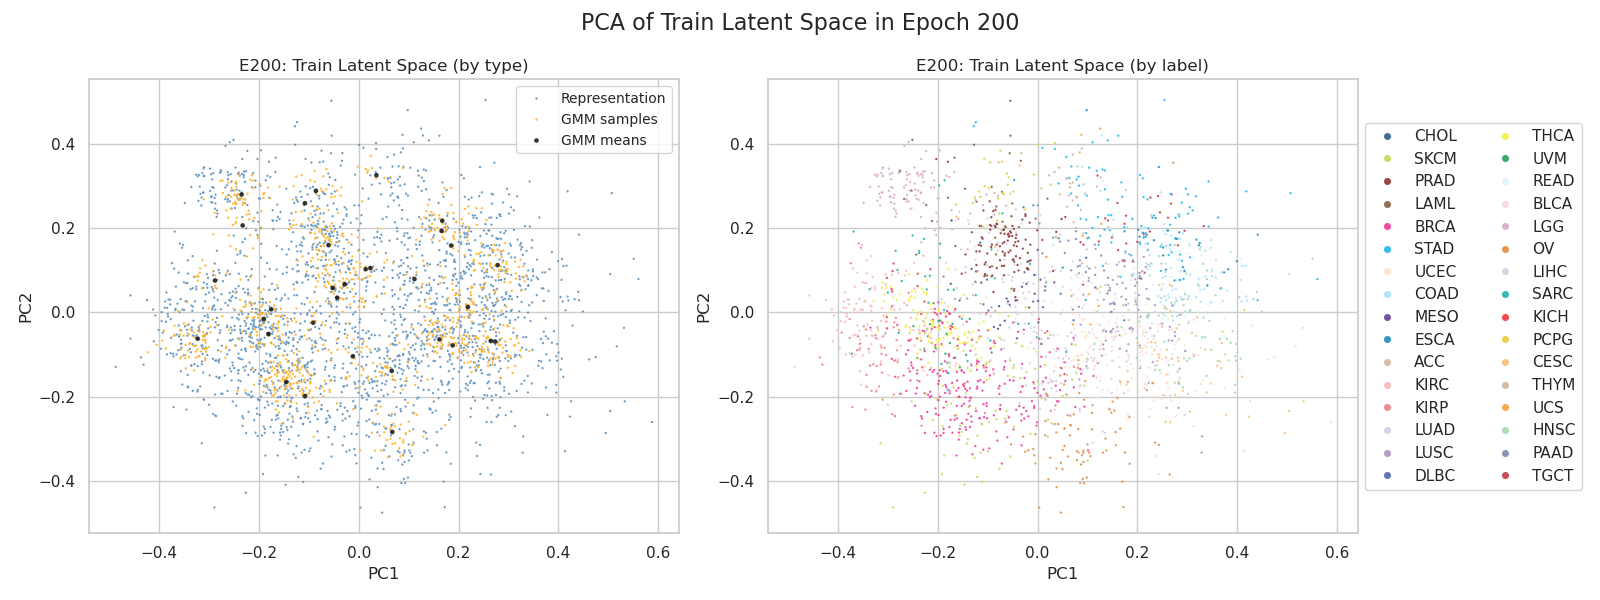 PCA of Train Latent Space in Epoch 200
E200: Train Latent Space (by type)
Representation
GMM samples
GMM means
PC2
0.4
0.2
0.0
−0.2
−0.4
−0.4 −0.2 0.0 0.2 0.4 0.6
PC1
E200: Train Latent Space (by label)
PC2
0.4
0.2
0.0
−0.2
−0.4
−0.4 −0.2 0.0 0.2 0.4 0.6
PC1
CHOL THCA
SKCM UVM
PRAD READ
LAML BLCA
BRCA LGG
STAD OV
UCEC LIHC
COAD SARC
MESO KICH
ESCA PCPG
ACC CESC
KIRC THYM
KIRP UCS
LUAD HNSC
LUSC PAAD
DLBC TGCT